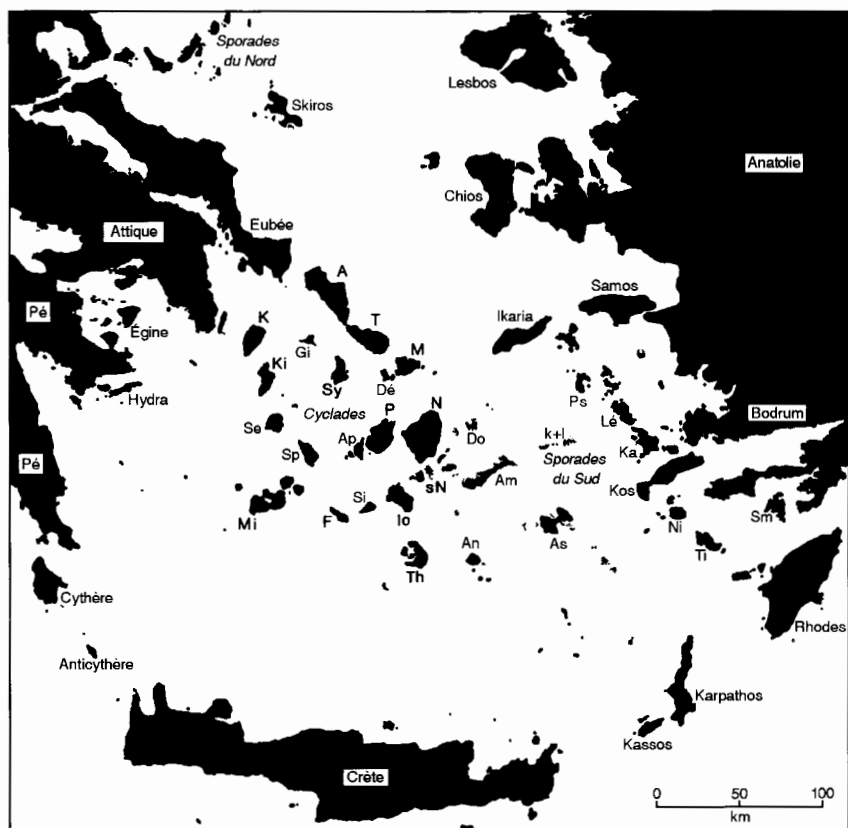 Sporades
du Nord
Skiros
Lesbos
Anatolie
Chios
Eubée
Attique
A
Samos
Pé
Égine
K
T
Ikaria
Gi
M
Ki
Sy
Dé
Hydra
Ps
Cyclades
P
N
Lé
Bodrum
Se
Ap
Do
k+l
Ka
Pé
Sp
sN
Am
Sporades
du Sud
Kos
Mi
F
Si
Io
As
Ni
Sm
Th
An
Ti
Cythère
Rhodes
Anticythère
Karpathos
Kassos
Crète
0 50 100
km